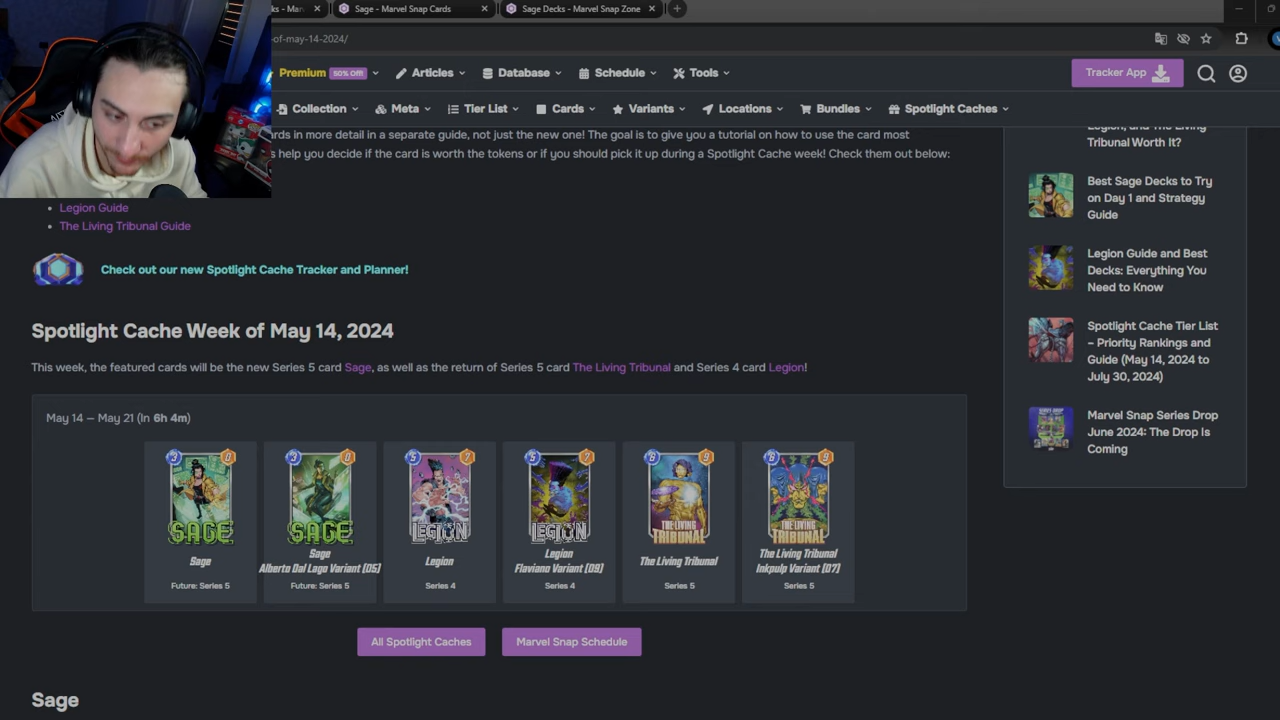 Sage - Marvel Snap Cards
Sage Decks - Marvel Snap Zone
-of-may-14-2024/
Premium 50% Off!
Articles
Database
Schedule
Tools
Tracker App
Collection
Meta
Tier List
Cards
Variants
Locations
Bundles
Spotlight Caches
in more detail in a separate guide, not just the new one! The goal is to give you a tutorial on how to use the card most
help you decide if the card is worth the tokens or if you should pick it up during a Spotlight Cache week! Check them out below:
Legion Guide
The Living Tribunal Guide
Check out our new Spotlight Cache Tracker and Planner!
Spotlight Cache Week of May 14, 2024
This week, the featured cards will be the new Series 5 card Sage, as well as the return of Series 5 card The Living Tribunal and Series 4 card Legion!
May 14 — May 21 (In 6h 4m)
3 0
SAGE
Sage
Future: Series 5
3 0
SAGE
Sage
Alberto Dal Lago Variant (05)
Future: Series 5
5 7
LEGION
Legion
Series 4
5 7
LEGION
Legion
Flaviano Variant (09)
Series 4
6 9
THE LIVING
TRIBUNAL
The Living Tribunal
Series 5
6 9
THE LIVING
TRIBUNAL
The Living Tribunal
Inkpulp Variant (07)
Series 5
All Spotlight Caches
Marvel Snap Schedule
Sage
Legion, and The Living
Tribunal Worth It?
Best Sage Decks to Try
on Day 1 and Strategy
Guide
Legion Guide and Best
Decks: Everything You
Need to Know
Spotlight Cache Tier List
– Priority Rankings and
Guide (May 14, 2024 to
July 30, 2024)
Marvel Snap Series Drop
June 2024: The Drop Is
Coming